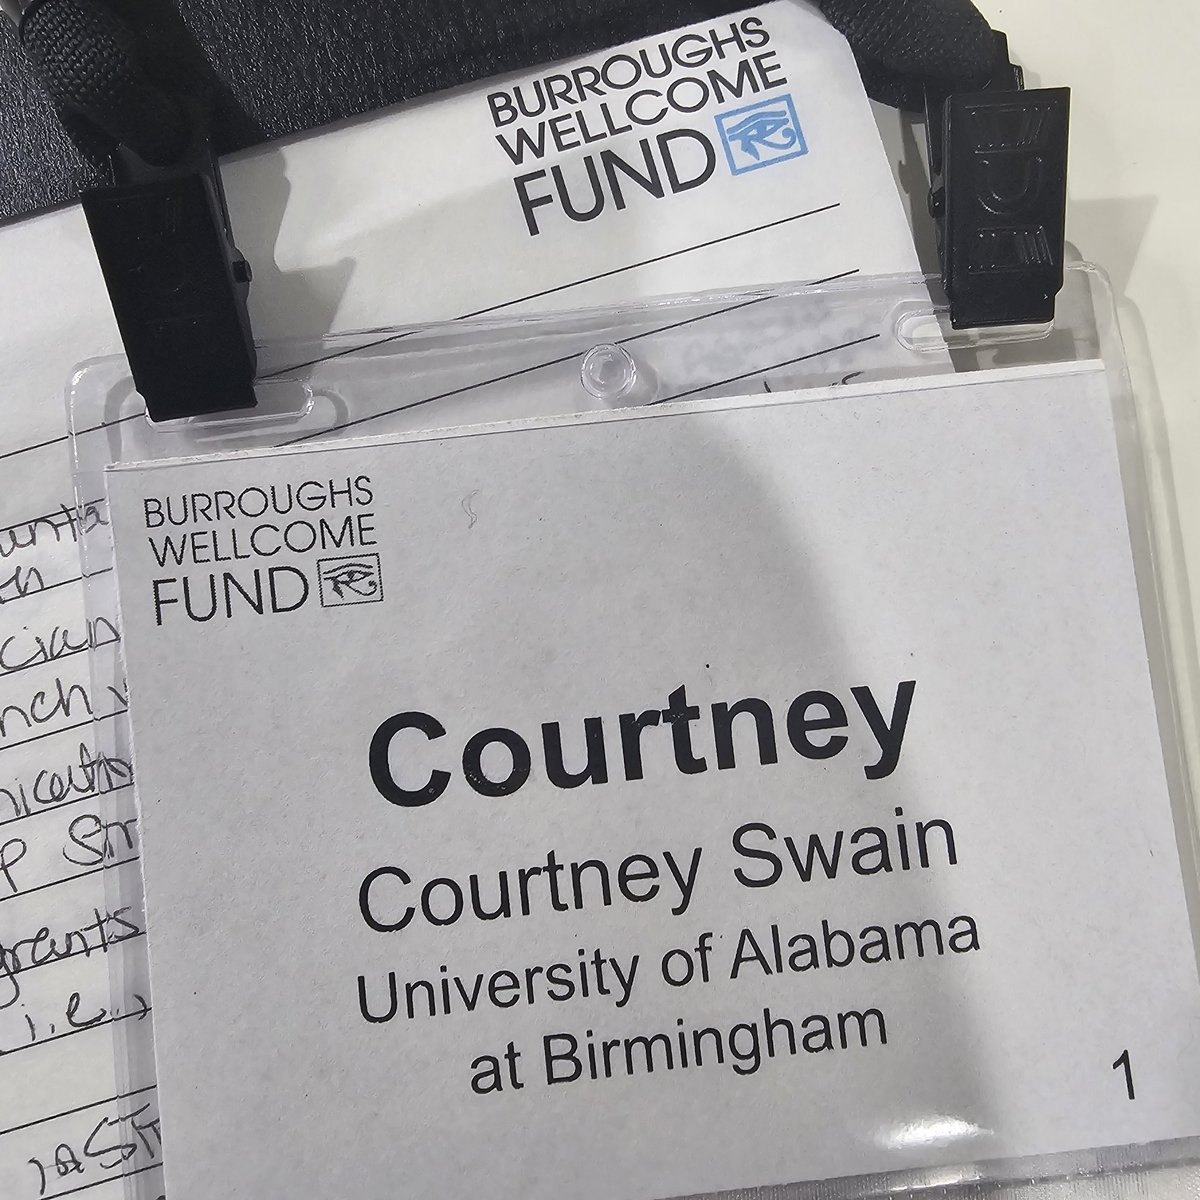 BURROUGHS
WELLCOME
FUND
BURROUGHS
WELLCOME
FUND
Courtney
Courtney Swain
University of Alabama
at Birmingham
1
grants
i.e.,